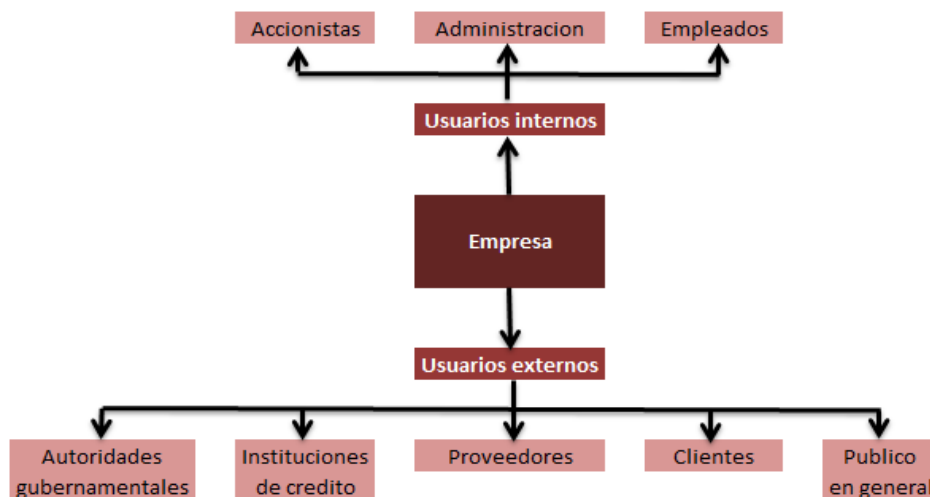 Accionistas
Administracion
Empleados
Usuarios internos
Empresa
Usuarios externos
Autoridades
gubernamentales
Instituciones
de credito
Proveedores
Clientes
Publico
en general